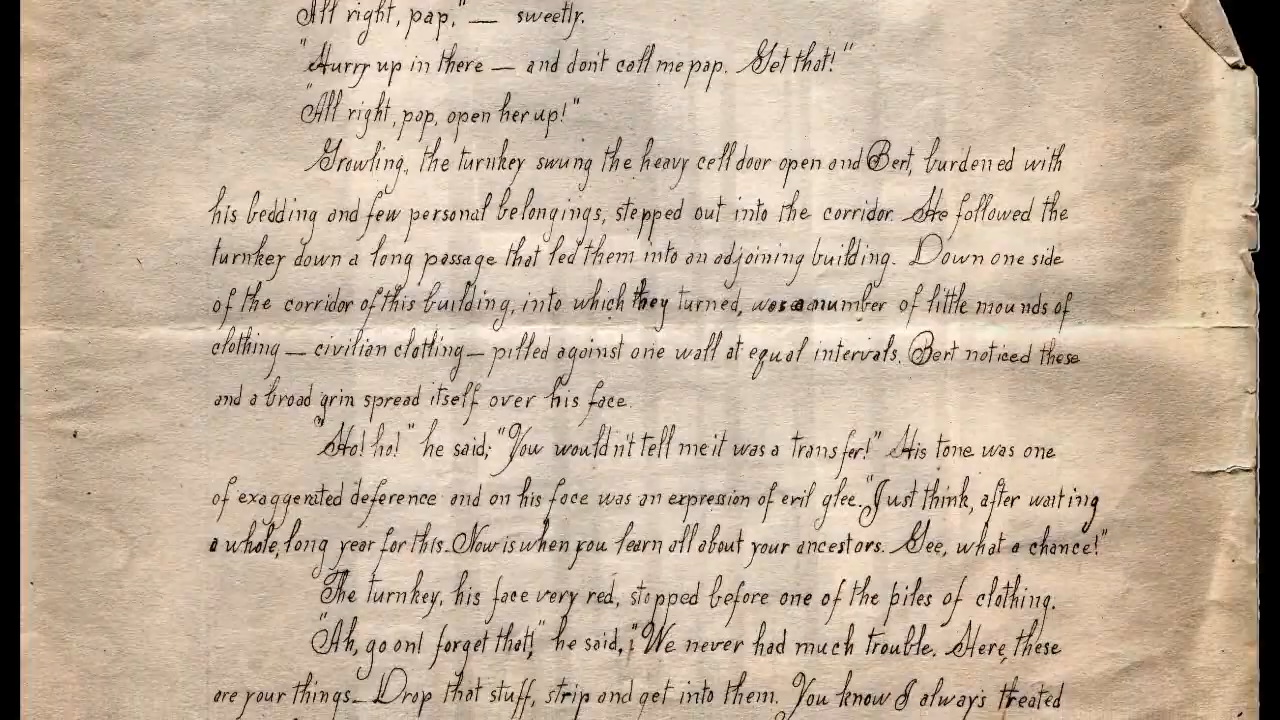 All right, pap," — sweetly.
"Hurry up in there — and don't call me pap. Get that!"
"All right, pop, open her up!"
Growling, the turnkey swung the heavy cell door open and Bert, burdened with
his bedding and few personal belongings, stepped out into the corridor. He followed the
turnkey down a long passage that led them into an adjoining building. Down one side
of the corridor of this building, into which they turned, was a number of little mounds of
clothing — civilian clotling — pilled against one wall at equal intervals. Bert noticed these
and a broad grin spread itself over his face.
"Ho! ho!" he said; "You wouldn't tell me it was a transfer!" His tone was one
of exaggerated deference and on his face was an expression of evil glee. "Just think, after waiting
a whole, long year for this. Now is when you learn all about your ancestors. Gee, what a chance!"
The turnkey, his face very red, stopped before one of the piles of clothing.
"Ah, go on! forget that!" he said, "We never had much trouble. Here, these
are your things — Drop that stuff, strip and get into them. You know I always treated